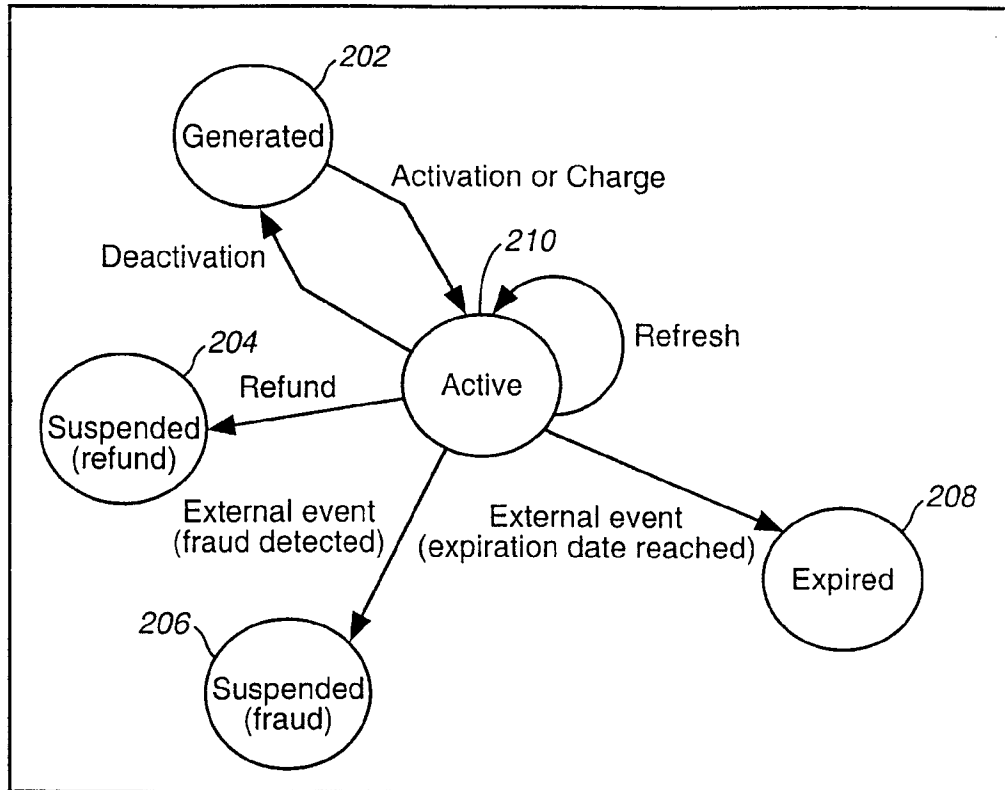 202
Generated
Activation or Charge
Deactivation
210
Refresh
204
Refund
Active
Suspended
(refund)
External event
(fraud detected)
External event
(expiration date reached)
208
Expired
206
Suspended
(fraud)